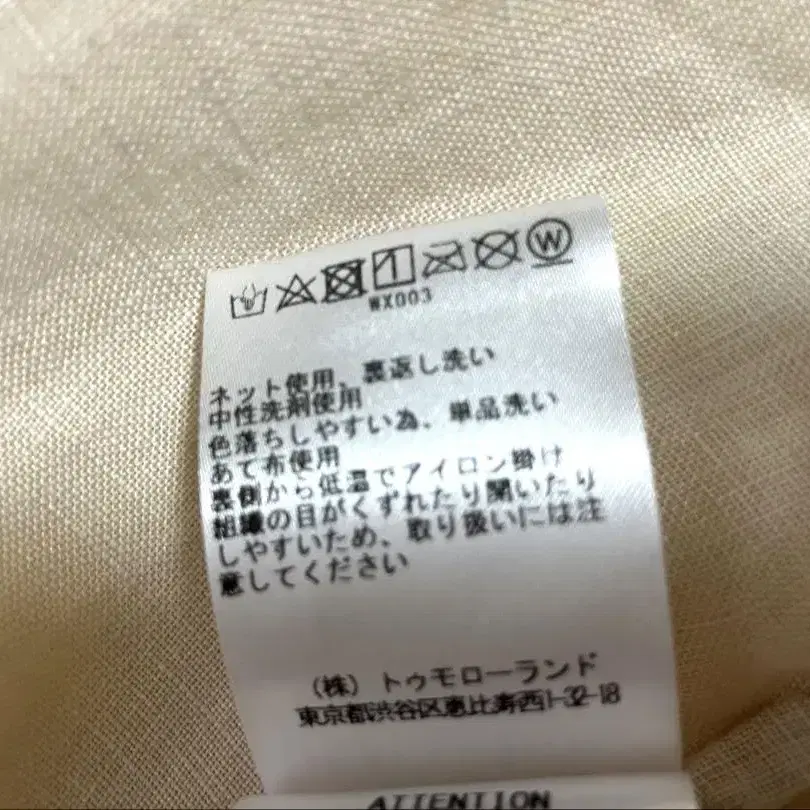 W
WX003
ネット使用、裏返し洗い
中性洗剤使用
色落ちしやすい為、単品洗い
あて布使用
裏側から低温でアイロン掛け
組織の目がくずれたり開いたり
しやすいため、取り扱いには注
意してください
(株) トゥモローランド
東京都渋谷区恵比寿西1-32-18
ATTENTION